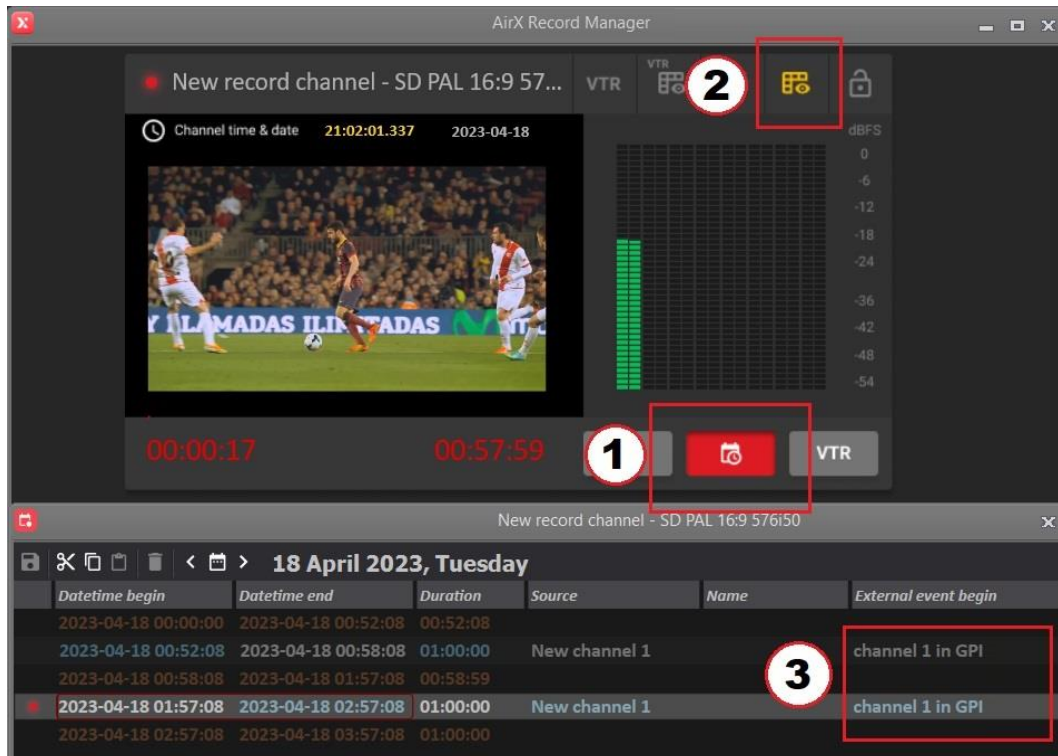 AirX Record Manager
New record channel - SD PAL 16:9 57... VTR VTR 2
Channel time & date 21:02:01.337 2023-04-18
dBFS
0
-6
-12
-18
-24
-36
-42
-48
-54
Y LLAMADAS ILIMITADAS
00:00:17 00:57:59 1 VTR
New record channel - SD PAL 16:9 576i50
18 April 2023, Tuesday
Datetime begin Datetime end Duration Source Name External event begin
2023-04-18 00:00:00 2023-04-18 00:52:08 00:52:08
2023-04-18 00:52:08 2023-04-18 00:58:08 01:00:00 New channel 1 channel 1 in GPI
2023-04-18 00:58:08 2023-04-18 01:57:08 00:58:59
3
2023-04-18 01:57:08 2023-04-18 02:57:08 01:00:00 New channel 1 channel 1 in GPI
2023-04-18 02:57:08 2023-04-18 03:57:08 01:00:00